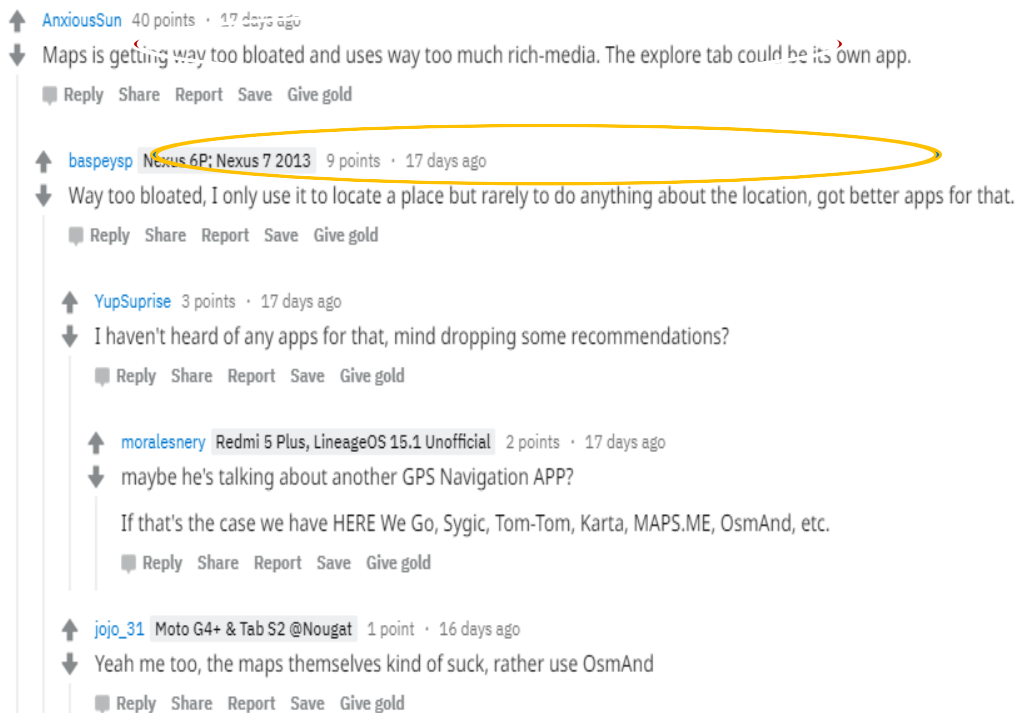 AnxiousSun 40 points · 17 days ago
Maps is getting way too bloated and uses way too much rich-media. The explore tab could be its own app.
Reply Share Report Save Give gold
baspeysp Nexus 6P; Nexus 7 2013 9 points · 17 days ago
Way too bloated, I only use it to locate a place but rarely to do anything about the location, got better apps for that.
Reply Share Report Save Give gold
YupSuprise 3 points · 17 days ago
I haven't heard of any apps for that, mind dropping some recommendations?
Reply Share Report Save Give gold
moralesnery Redmi 5 Plus, LineageOS 15.1 Unofficial 2 points · 17 days ago
maybe he's talking about another GPS Navigation APP?
If that's the case we have HERE We Go, Sygic, Tom-Tom, Karta, MAPS.ME, OsmAnd, etc.
Reply Share Report Save Give gold
jojo_31 Moto G4+ & Tab S2 @Nougat 1 point · 16 days ago
Yeah me too, the maps themselves kind of suck, rather use OsmAnd
Reply Share Report Save Give gold